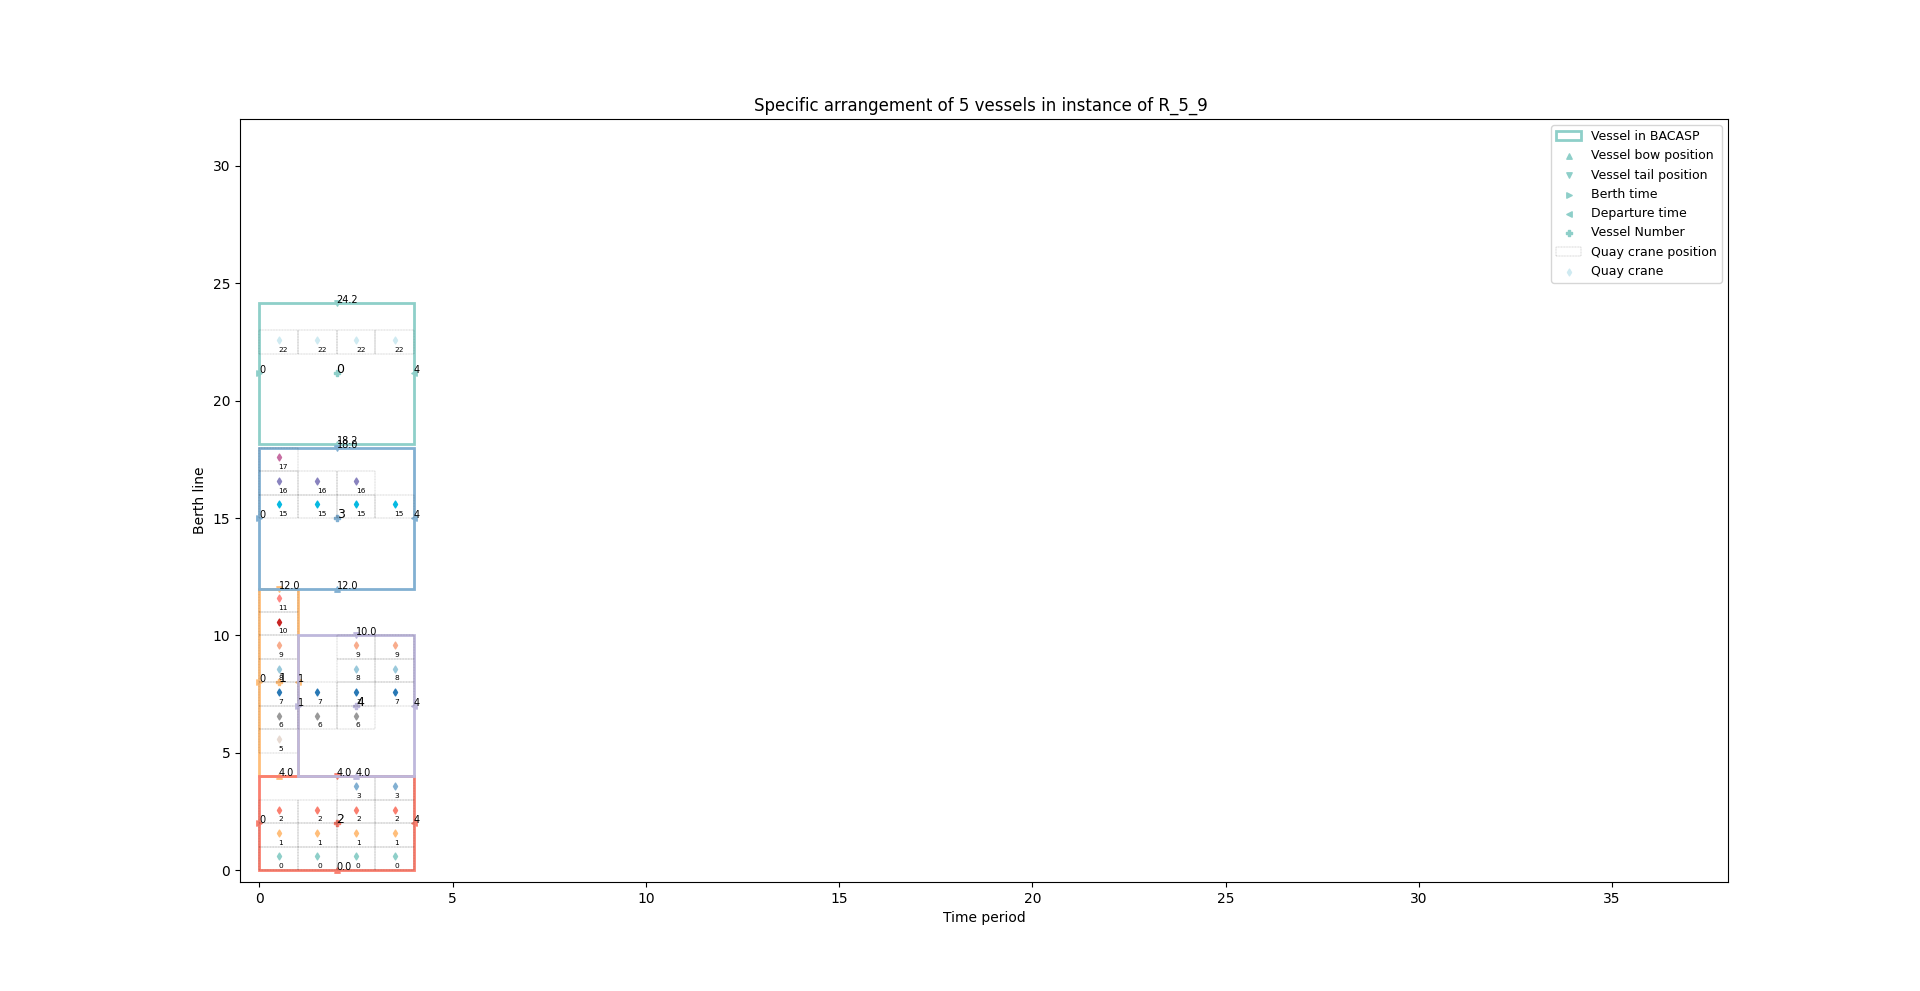 Specific arrangement of 5 vessels in instance of R_5_9
Vessel in BACASP
Vessel bow position
Vessel tail position
Berth time
Departure time
Vessel Number
Quay crane position
Quay crane
Berth line
30
25
20
15
10
5
0
24.2
22 22 22 22
0 0 4
18.2
18.0
17
16 16 16
15 15 15 15
0 3 4
12.0 12.0
11
10
10.0
9 9 9
8 8 8
0 1 1
7 7 7 7
1 4 4
6 6 6
5
4.0 4.0 4.0
3 3
2 2 2 2
0 2 4
1 1 1 1
0 0 0 0
0.0
0 5 10 15 20 25 30 35
Time period